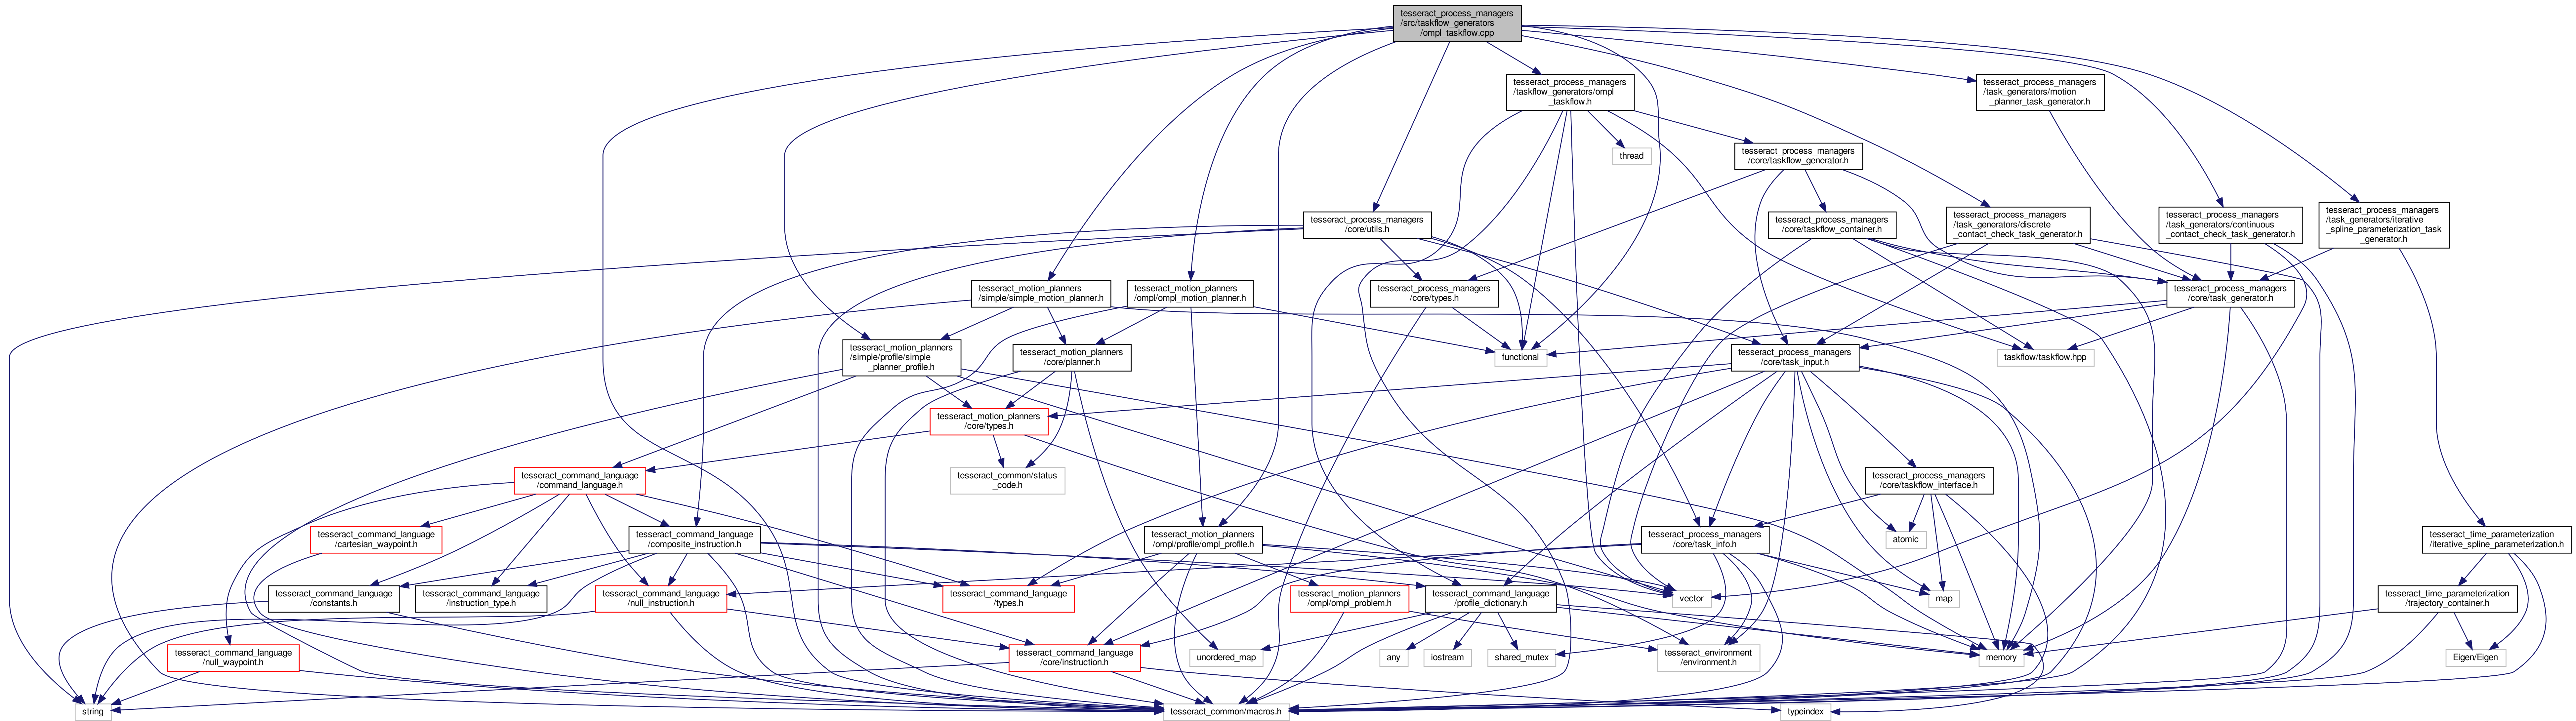 tesseract_process_managers
/src/taskflow_generators
/ompl_taskflow.cpp
tesseract_process_managers
/taskflow_generators/ompl
_taskflow.h
tesseract_process_managers
/task_generators/motion
_planner_task_generator.h
thread
tesseract_process_managers
/core/taskflow_generator.h
tesseract_process_managers
/core/utils.h
tesseract_process_managers
/core/taskflow_container.h
tesseract_process_managers
/task_generators/discrete
_contact_check_task_generator.h
tesseract_process_managers
/task_generators/continuous
_contact_check_task_generator.h
tesseract_process_managers
/task_generators/iterative
_spline_parameterization_task
_generator.h
tesseract_motion_planners
/simple/simple_motion_planner.h
tesseract_motion_planners
/ompl/ompl_motion_planner.h
tesseract_process_managers
/core/types.h
tesseract_process_managers
/core/task_generator.h
tesseract_motion_planners
/simple/profile/simple
_planner_profile.h
tesseract_motion_planners
/core/planner.h
functional
tesseract_process_managers
/core/task_input.h
taskflow/taskflow.hpp
tesseract_motion_planners
/core/types.h
tesseract_command_language
/command_language.h
tesseract_common/status
_code.h
tesseract_process_managers
/core/taskflow_interface.h
tesseract_command_language
/cartesian_waypoint.h
tesseract_command_language
/composite_instruction.h
tesseract_motion_planners
/ompl/profile/ompl_profile.h
tesseract_process_managers
/core/task_info.h
atomic
tesseract_time_parameterization
/iterative_spline_parameterization.h
tesseract_command_language
/constants.h
tesseract_command_language
/instruction_type.h
tesseract_command_language
/null_instruction.h
tesseract_command_language
/types.h
tesseract_motion_planners
/ompl/ompl_problem.h
tesseract_command_language
/profile_dictionary.h
vector
map
tesseract_time_parameterization
/trajectory_container.h
tesseract_command_language
/null_waypoint.h
tesseract_command_language
/core/instruction.h
unordered_map
any
iostream
shared_mutex
tesseract_environment
/environment.h
memory
Eigen/Eigen
string
tesseract_common/macros.h
typeindex